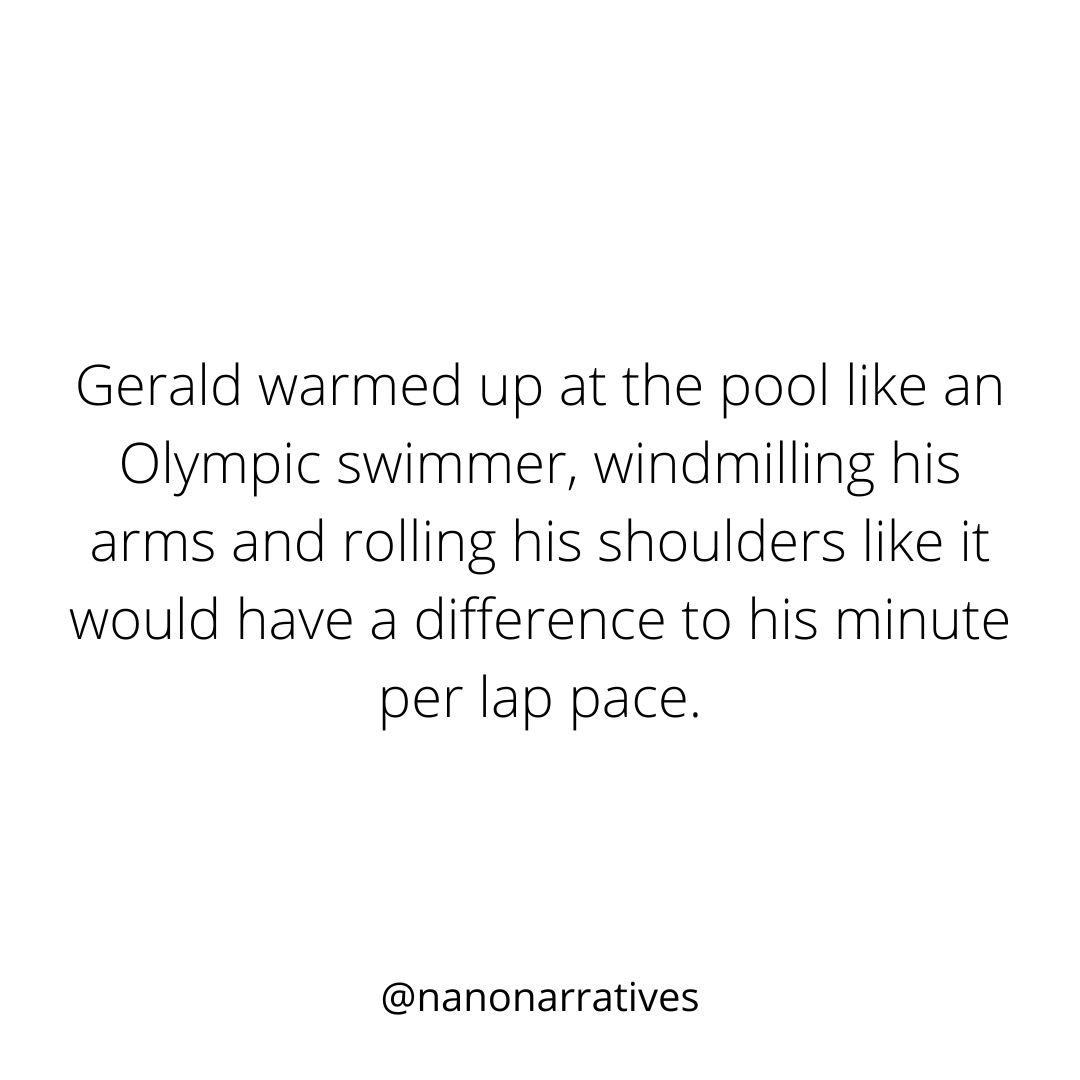 Gerald warmed up at the pool like an
Olympic swimmer, windmilling his
arms and rolling his shoulders like it
would have a difference to his minute
per lap pace.
@nanonarratives